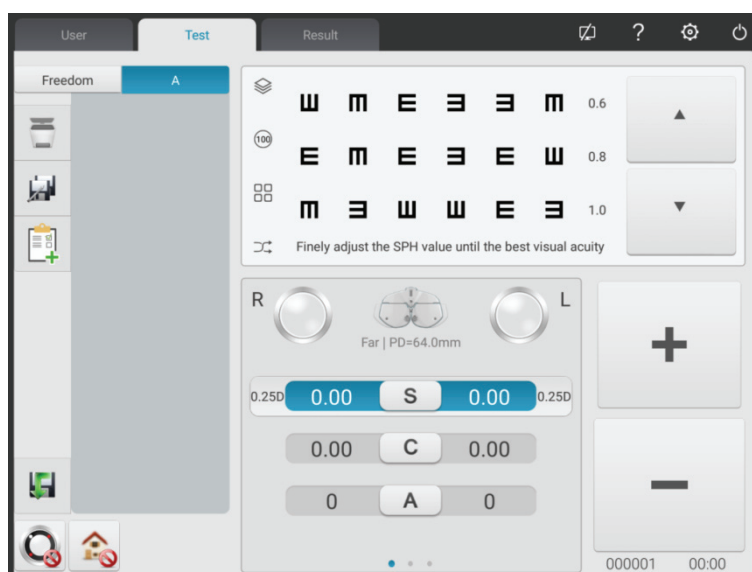 User Test Result ?
Freedom A
Ш m E Ǝ Ǝ m 0.6
100
E m E Ǝ E Ш 0.8
m Ǝ Ш Ш E Ǝ 1.0
Finely adjust the SPH value until the best visual acuity
R L
Far | PD=64.0mm
0.25D 0.00 S 0.00 0.25D
0.00 C 0.00
0 A 0
000001 00:00